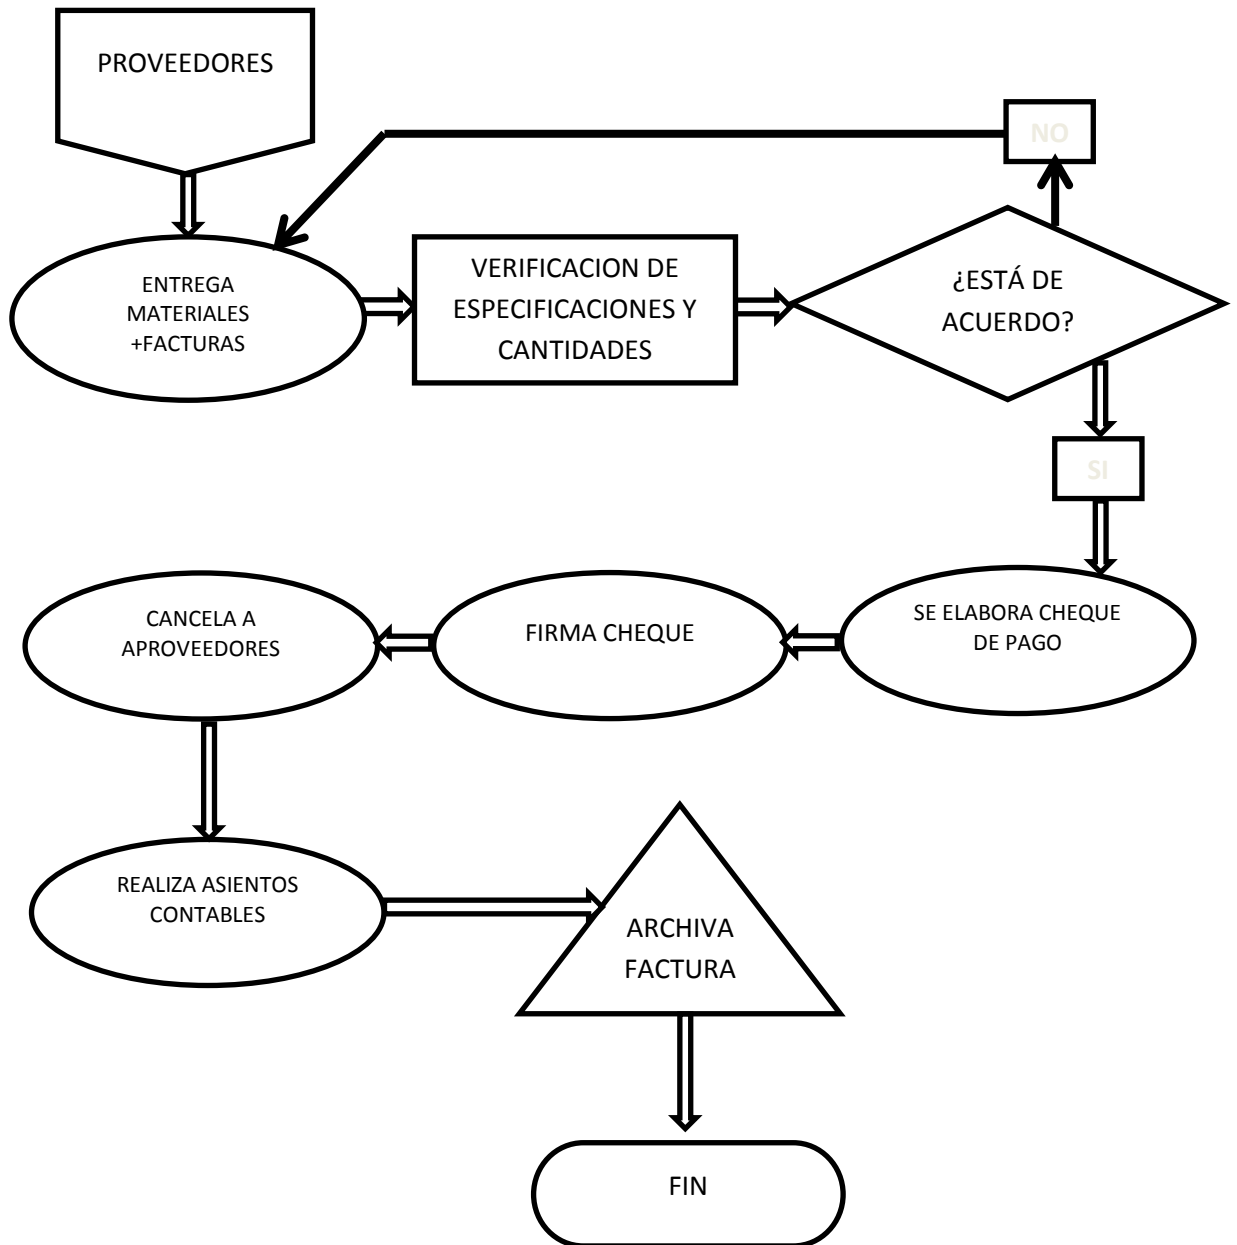 PROVEEDORES
NO
ENTREGA
MATERIALES
+FACTURAS
VERIFICACION DE
ESPECIFICACIONES Y
CANTIDADES
¿ESTÁ DE
ACUERDO?
SI
SE ELABORA CHEQUE
DE PAGO
FIRMA CHEQUE
CANCELA A
APROVEEDORES
REALIZA ASIENTOS
CONTABLES
ARCHIVA
FACTURA
FIN